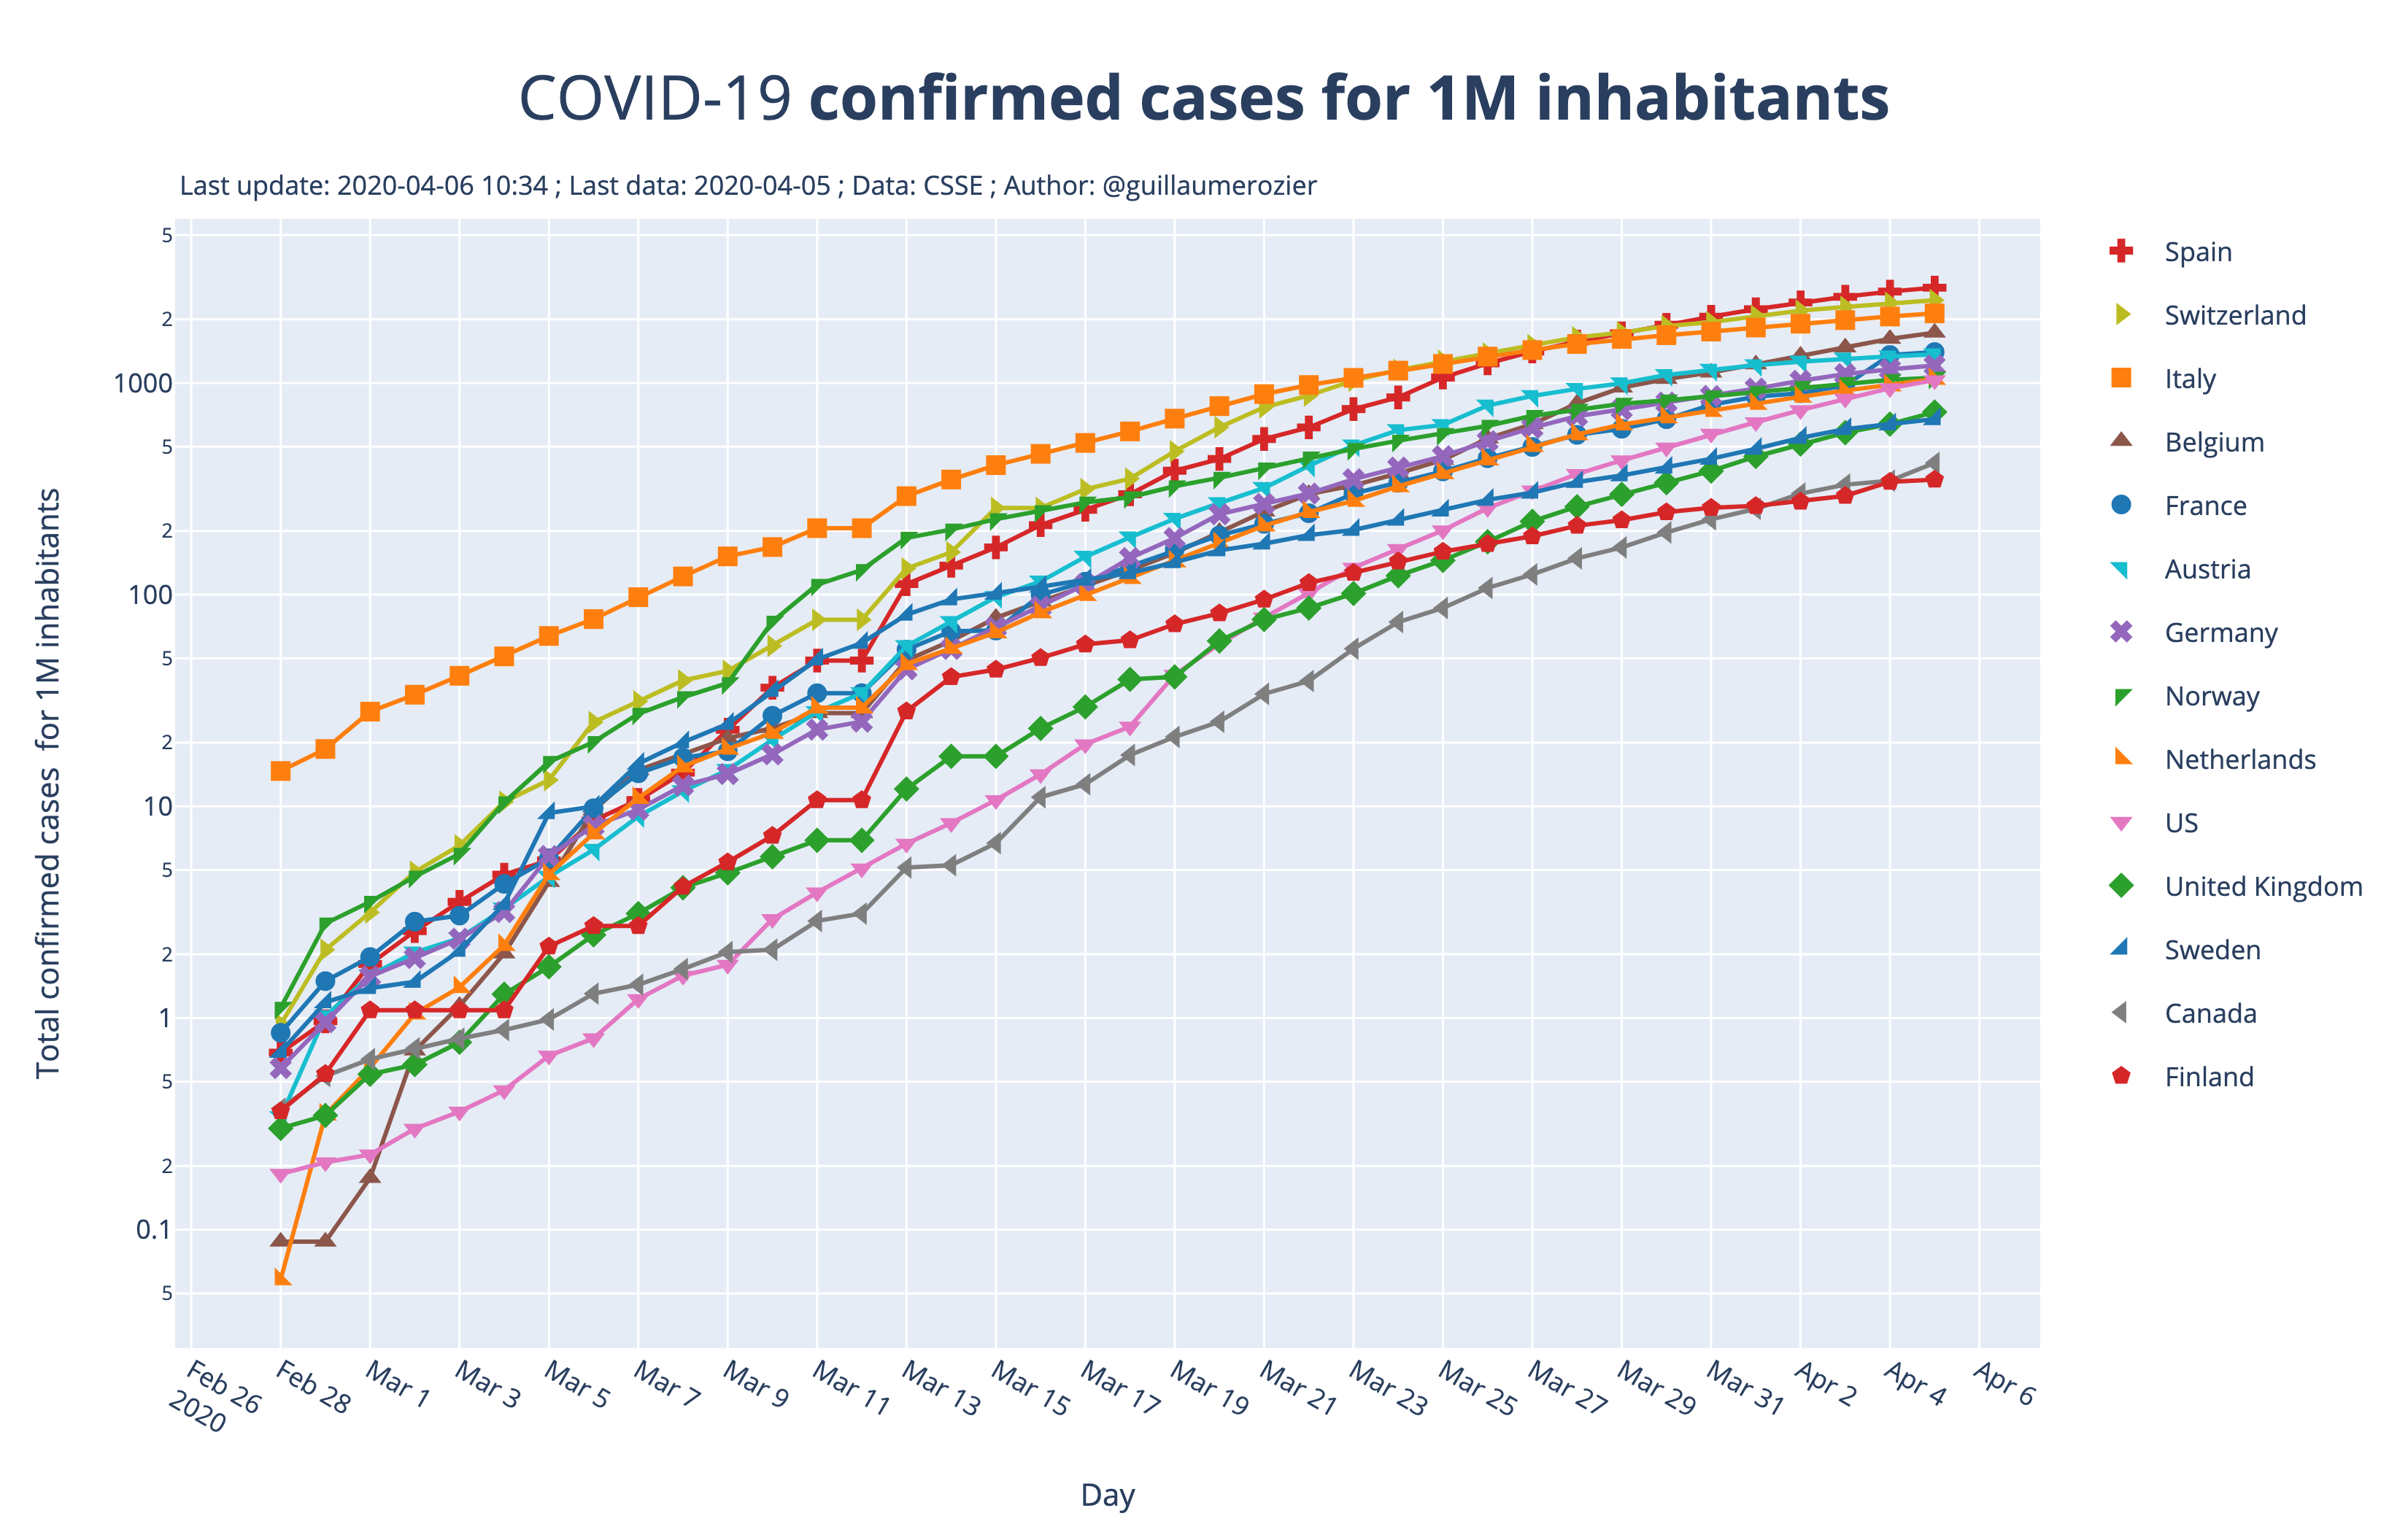 COVID-19 confirmed cases for 1M inhabitants
Last update: 2020-04-06 10:34 ; Last data: 2020-04-05 ; Data: CSSE ; Author: @guillaumerozier
Total confirmed cases for 1M inhabitants
5
2
1000
5
2
100
5
2
10
5
2
1
5
2
0.1
5
Feb 26
2020
Feb 28
Mar 1
Mar 3
Mar 5
Mar 7
Mar 9
Mar 11
Mar 13
Mar 15
Mar 17
Mar 19
Mar 21
Mar 23
Mar 25
Mar 27
Mar 29
Mar 31
Apr 2
Apr 4
Apr 6
Day
Spain
Switzerland
Italy
Belgium
France
Austria
Germany
Norway
Netherlands
US
United Kingdom
Sweden
Canada
Finland